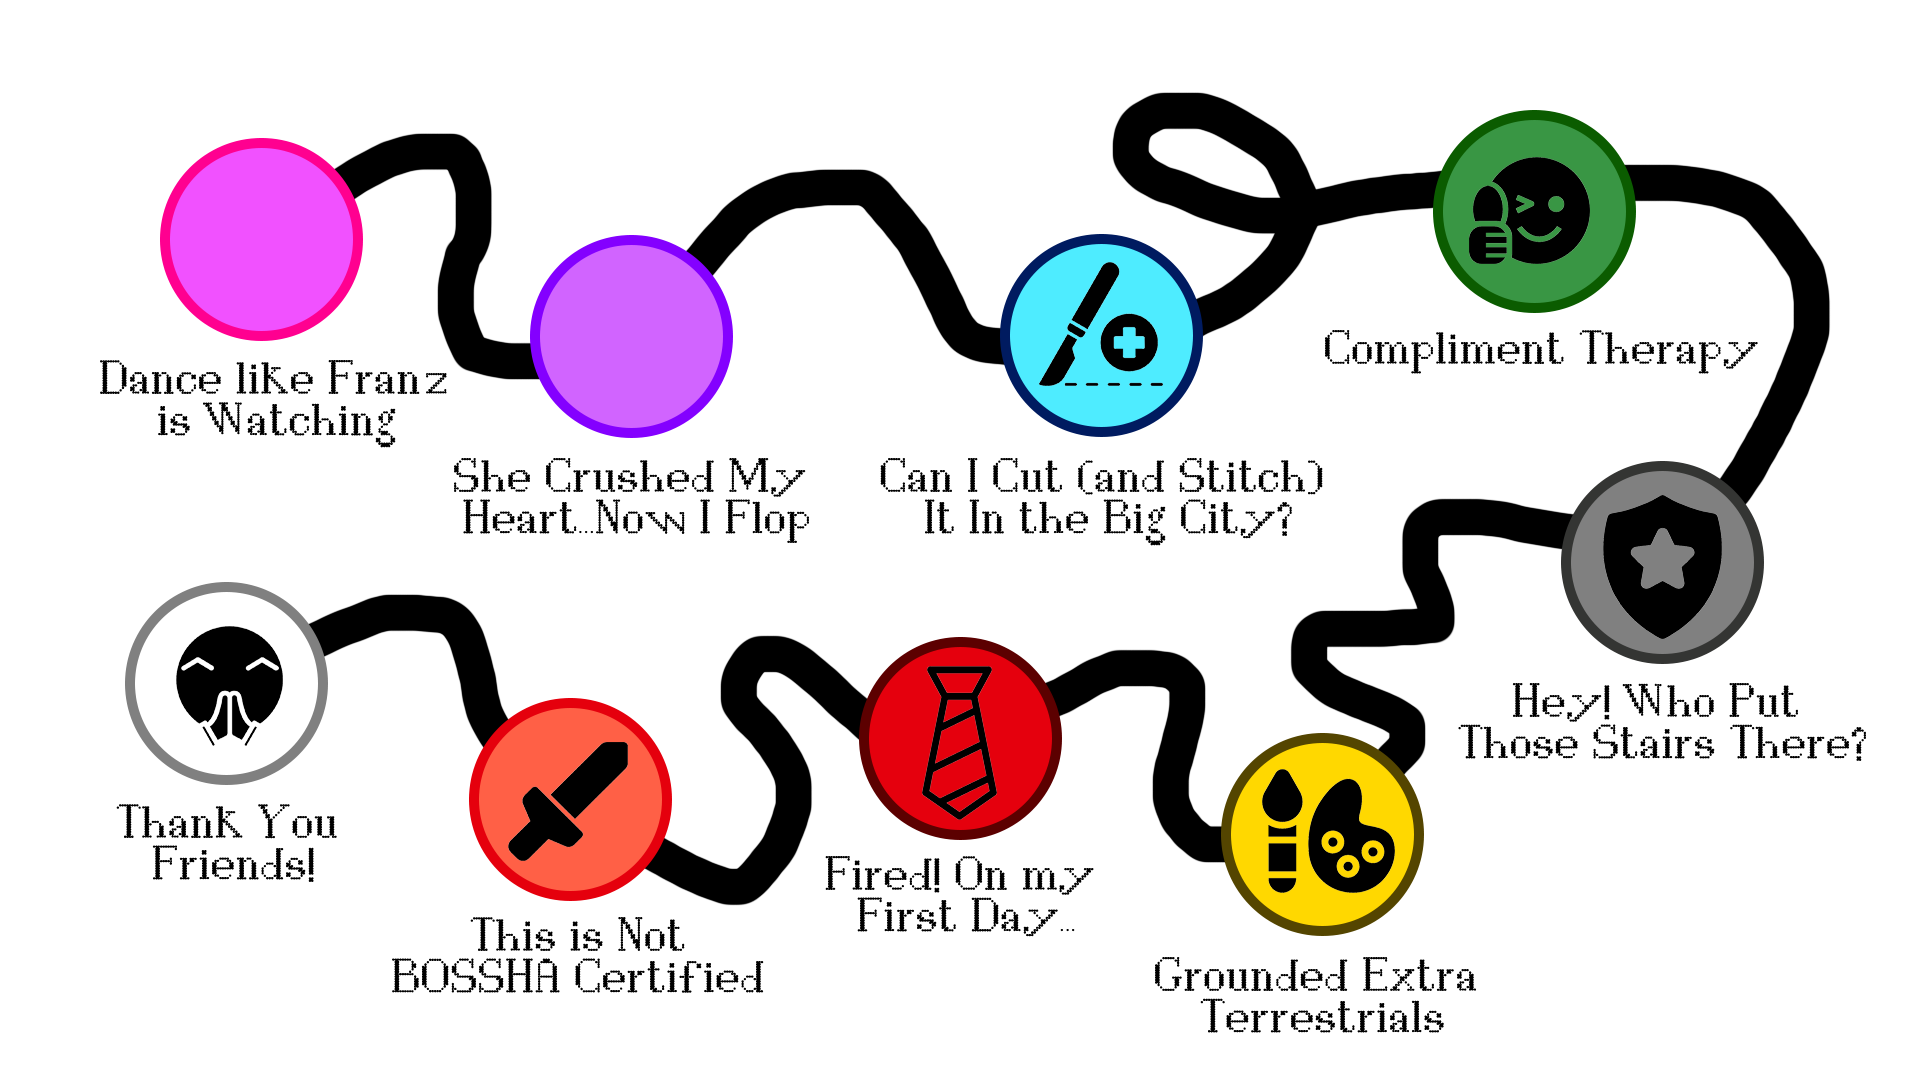 Dance like Franz
is Watching
She Crushed My
Heart...Now I Flop
Can I Cut (and Stitch)
It In the Big City?
Compliment Therapy
Hey! Who Put
Those Stairs There?
Grounded Extra
Terrestrials
Fired! On my
First Day...
This is Not
BOSSHA Certified
Thank You
Friends!